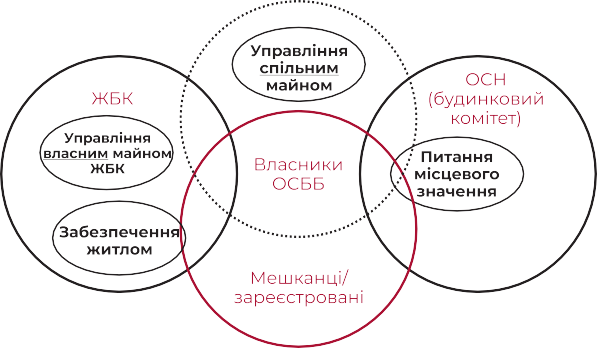 Управління
спільним
майном
ЖБК
Управління
власним майном
ЖБК
Забезпечення
житлом
Власники
ОСББ
Мешканці/
зареєстровані
ОСН
(будинковий
комітет)
Питання
місцевого
значення